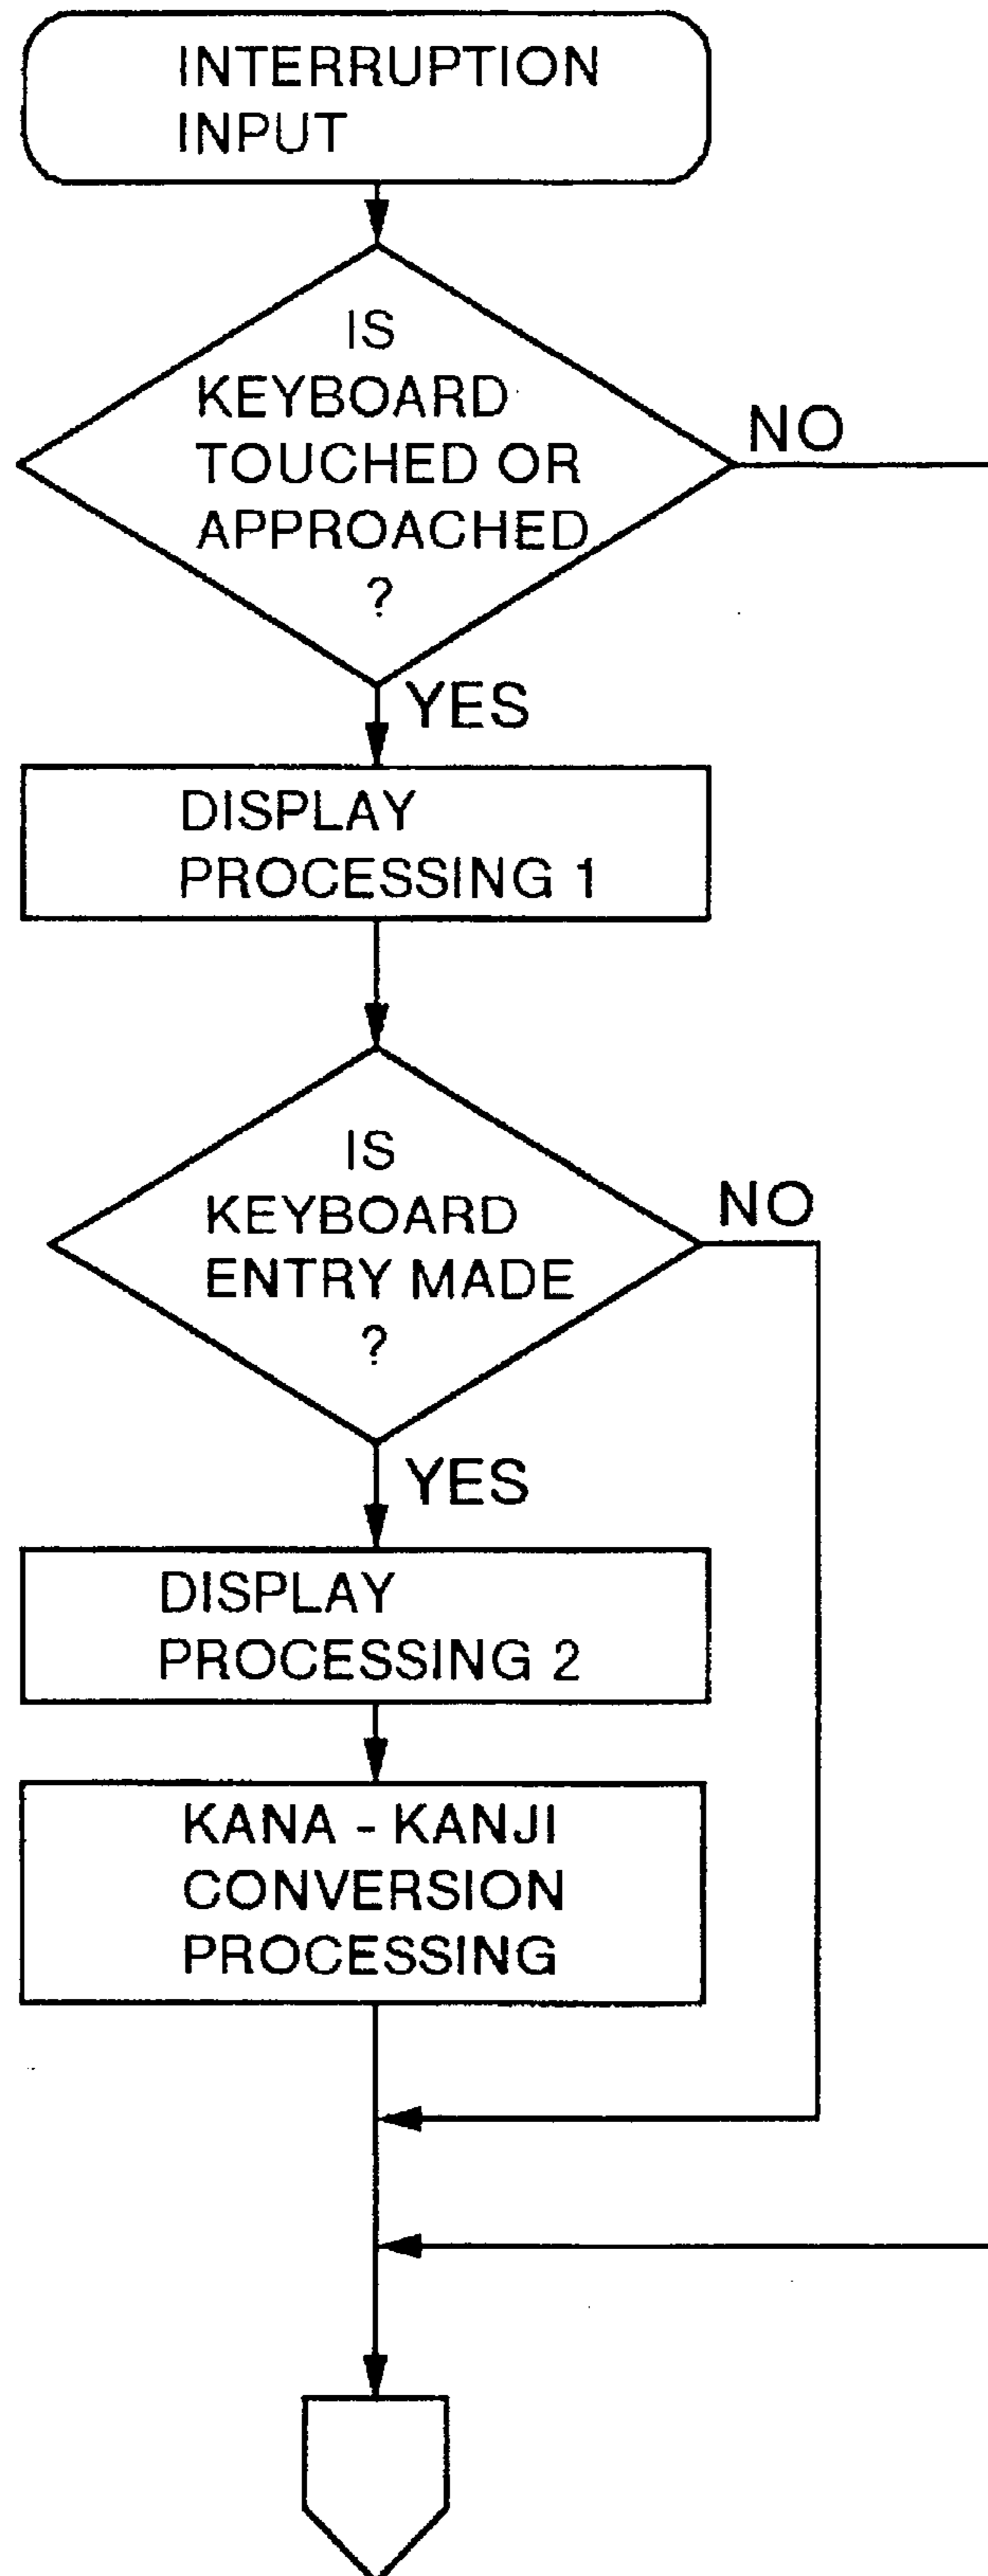 INTERRUPTION
INPUT
IS
KEYBOARD
TOUCHED OR
APPROACHED
?
NO
YES
DISPLAY
PROCESSING 1
IS
KEYBOARD
ENTRY MADE
?
NO
YES
DISPLAY
PROCESSING 2
KANA - KANJI
CONVERSION
PROCESSING